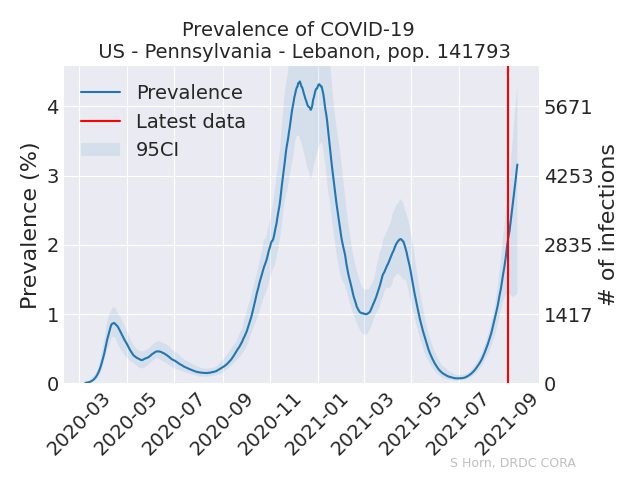 Prevalence of COVID-19
US - Pennsylvania - Lebanon, pop. 141793
Prevalence
Latest data
95CI
Prevalence (%)
4
3
2
1
0
5671
4253
2835
1417
0
# of infections
2020-03
2020-05
2020-07
2020-09
2020-11
2021-01
2021-03
2021-05
2021-07
2021-09
S Horn, DRDC CORA